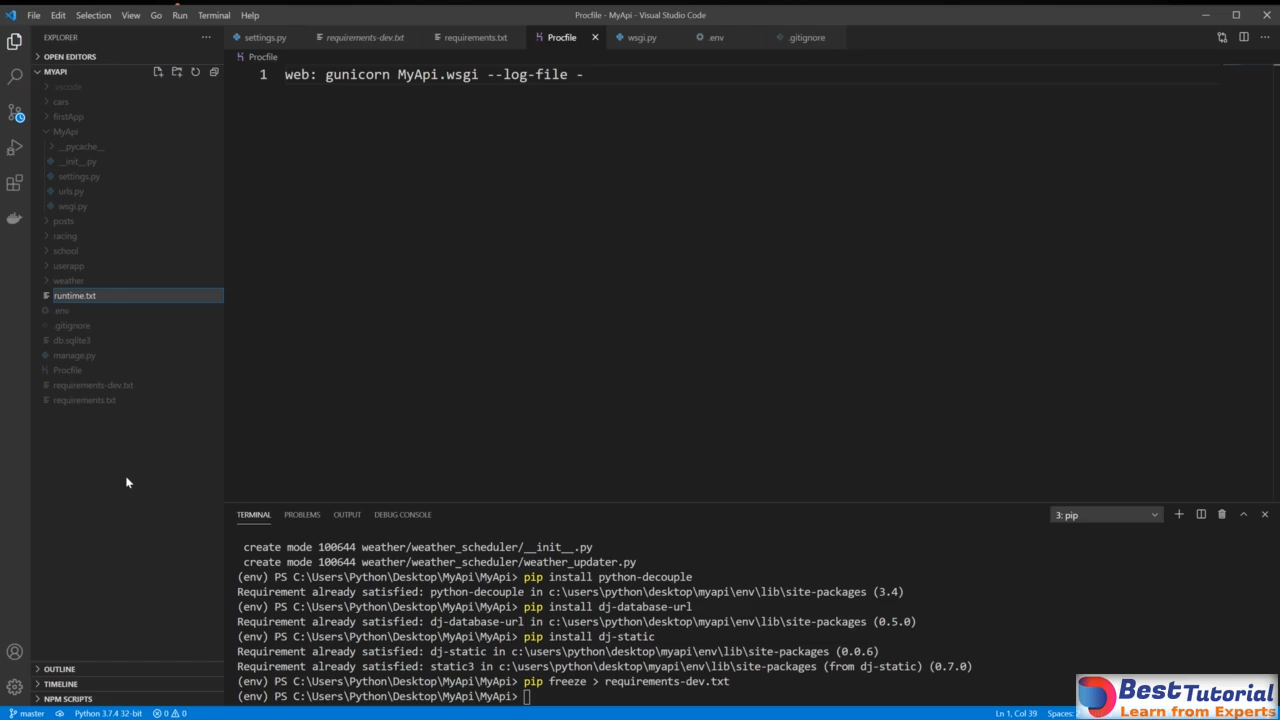 File Edit Selection View Go Run Terminal Help
Procfile - MyApi - Visual Studio Code
EXPLORER
settings.py requirements-dev.txt requirements.txt Procfile wsgi.py .env .gitignore
OPEN EDITORS
Procfile
MYAPI
1 web: gunicorn MyApi.wsgi --log-file -
.vscode
cars
firstApp
MyApi
__pycache__
__init__.py
settings.py
urls.py
wsgi.py
posts
racing
school
userapp
weather
runtime.txt
.env
.gitignore
db.sqlite3
manage.py
Procfile
requirements-dev.txt
requirements.txt
TERMINAL PROBLEMS OUTPUT DEBUG CONSOLE
3: pip
create mode 100644 weather/weather_scheduler/__init__.py
create mode 100644 weather/weather_scheduler/weather_updater.py
(env) PS C:\Users\Python\Desktop\MyApi\MyApi> pip install python-decouple
Requirement already satisfied: python-decouple in c:\users\python\desktop\myapi\env\lib\site-packages (3.4)
(env) PS C:\Users\Python\Desktop\MyApi\MyApi> pip install dj-database-url
Requirement already satisfied: dj-database-url in c:\users\python\desktop\myapi\env\lib\site-packages (0.5.0)
(env) PS C:\Users\Python\Desktop\MyApi\MyApi> pip install dj-static
Requirement already satisfied: dj-static in c:\users\python\desktop\myapi\env\lib\site-packages (0.0.6)
Requirement already satisfied: static3 in c:\users\python\desktop\myapi\env\lib\site-packages (from dj-static) (0.7.0)
(env) PS C:\Users\Python\Desktop\MyApi\MyApi> pip freeze > requirements-dev.txt
(env) PS C:\Users\Python\Desktop\MyApi\MyApi>
OUTLINE
TIMELINE
NPM SCRIPTS
master Python 3.7.4 32-bit 0 0
Ln 1, Col 39 Spaces:
BestTutorial
Learn from Experts